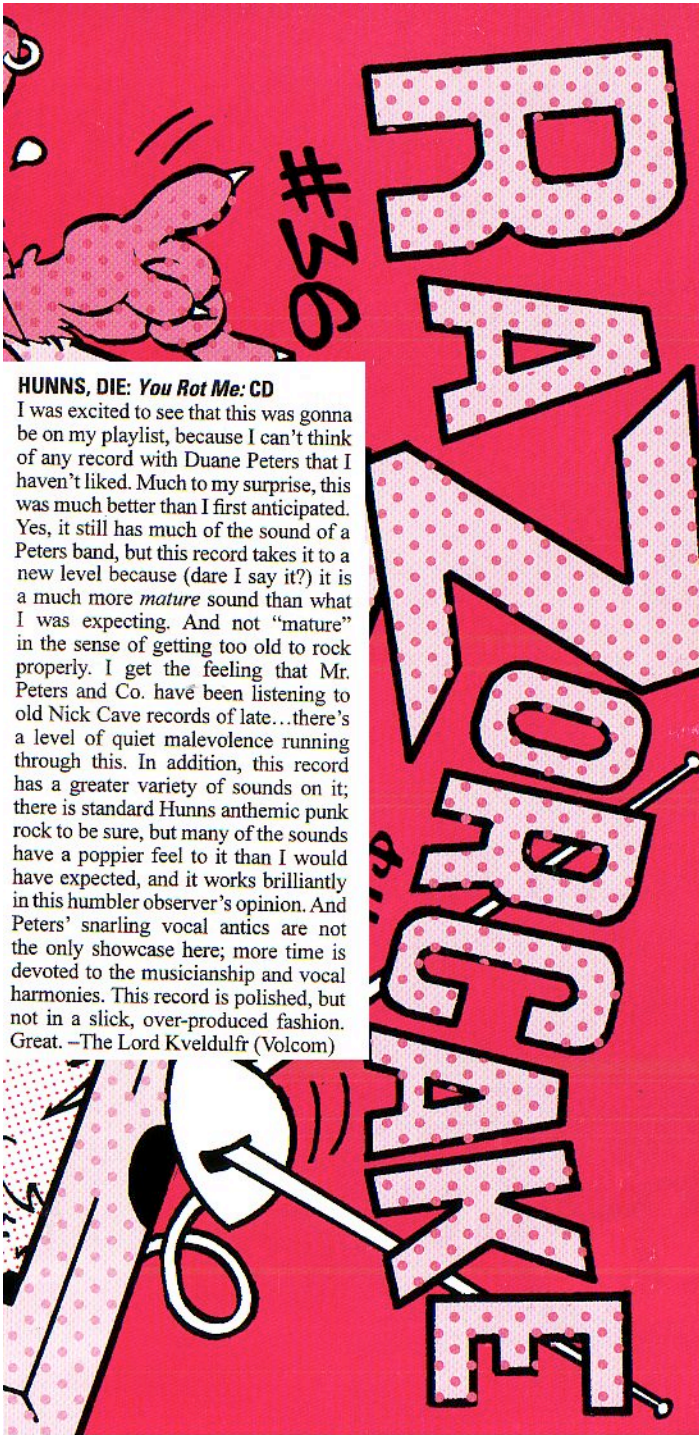 RAZORCAKE
#36
HUNNS, DIE: You Rot Me: CD
I was excited to see that this was gonna
be on my playlist, because I can't think
of any record with Duane Peters that I
haven't liked. Much to my surprise, this
was much better than I first anticipated.
Yes, it still has much of the sound of a
Peters band, but this record takes it to a
new level because (dare I say it?) it is
a much more mature sound than what
I was expecting. And not “mature”
in the sense of getting too old to rock
properly. I get the feeling that Mr.
Peters and Co. have been listening to
old Nick Cave records of late…there's
a level of quiet malevolence running
through this. In addition, this record
has a greater variety of sounds on it;
there is standard Hunns anthemic punk
rock to be sure, but many of the sounds
have a poppier feel to it than I would
have expected, and it works brilliantly
in this humbler observer's opinion. And
Peters' snarling vocal antics are not
the only showcase here; more time is
devoted to the musicianship and vocal
harmonies. This record is polished, but
not in a slick, over-produced fashion.
Great. –The Lord Kveldulfr (Volcom)